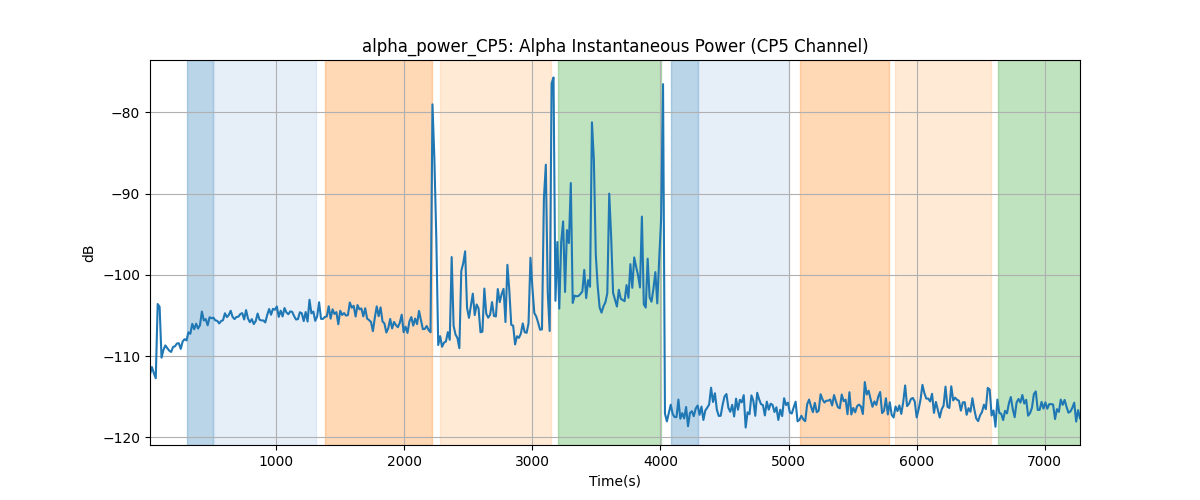 alpha_power_CP5: Alpha Instantaneous Power (CP5 Channel)
−80
−90
−100
−110
−120
dB
1000 2000 3000 4000 5000 6000 7000
Time(s)